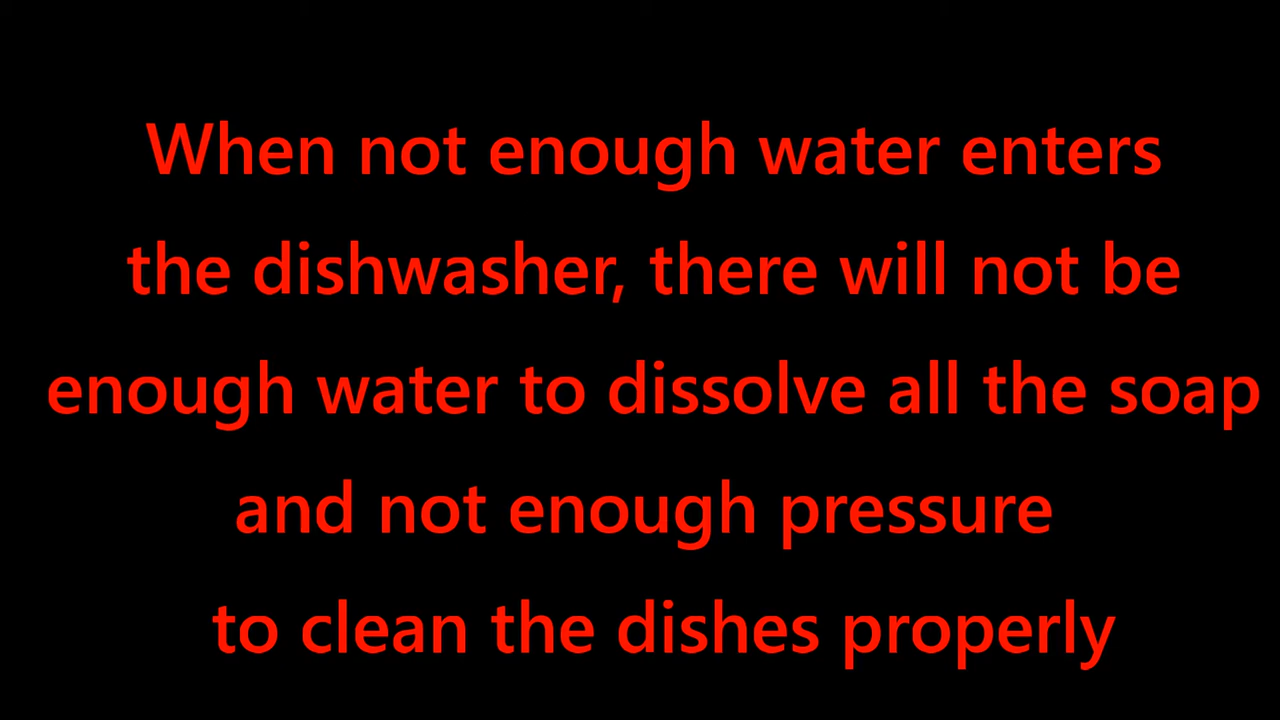 When not enough water enters
the dishwasher, there will not be
enough water to dissolve all the soap
and not enough pressure
to clean the dishes properly